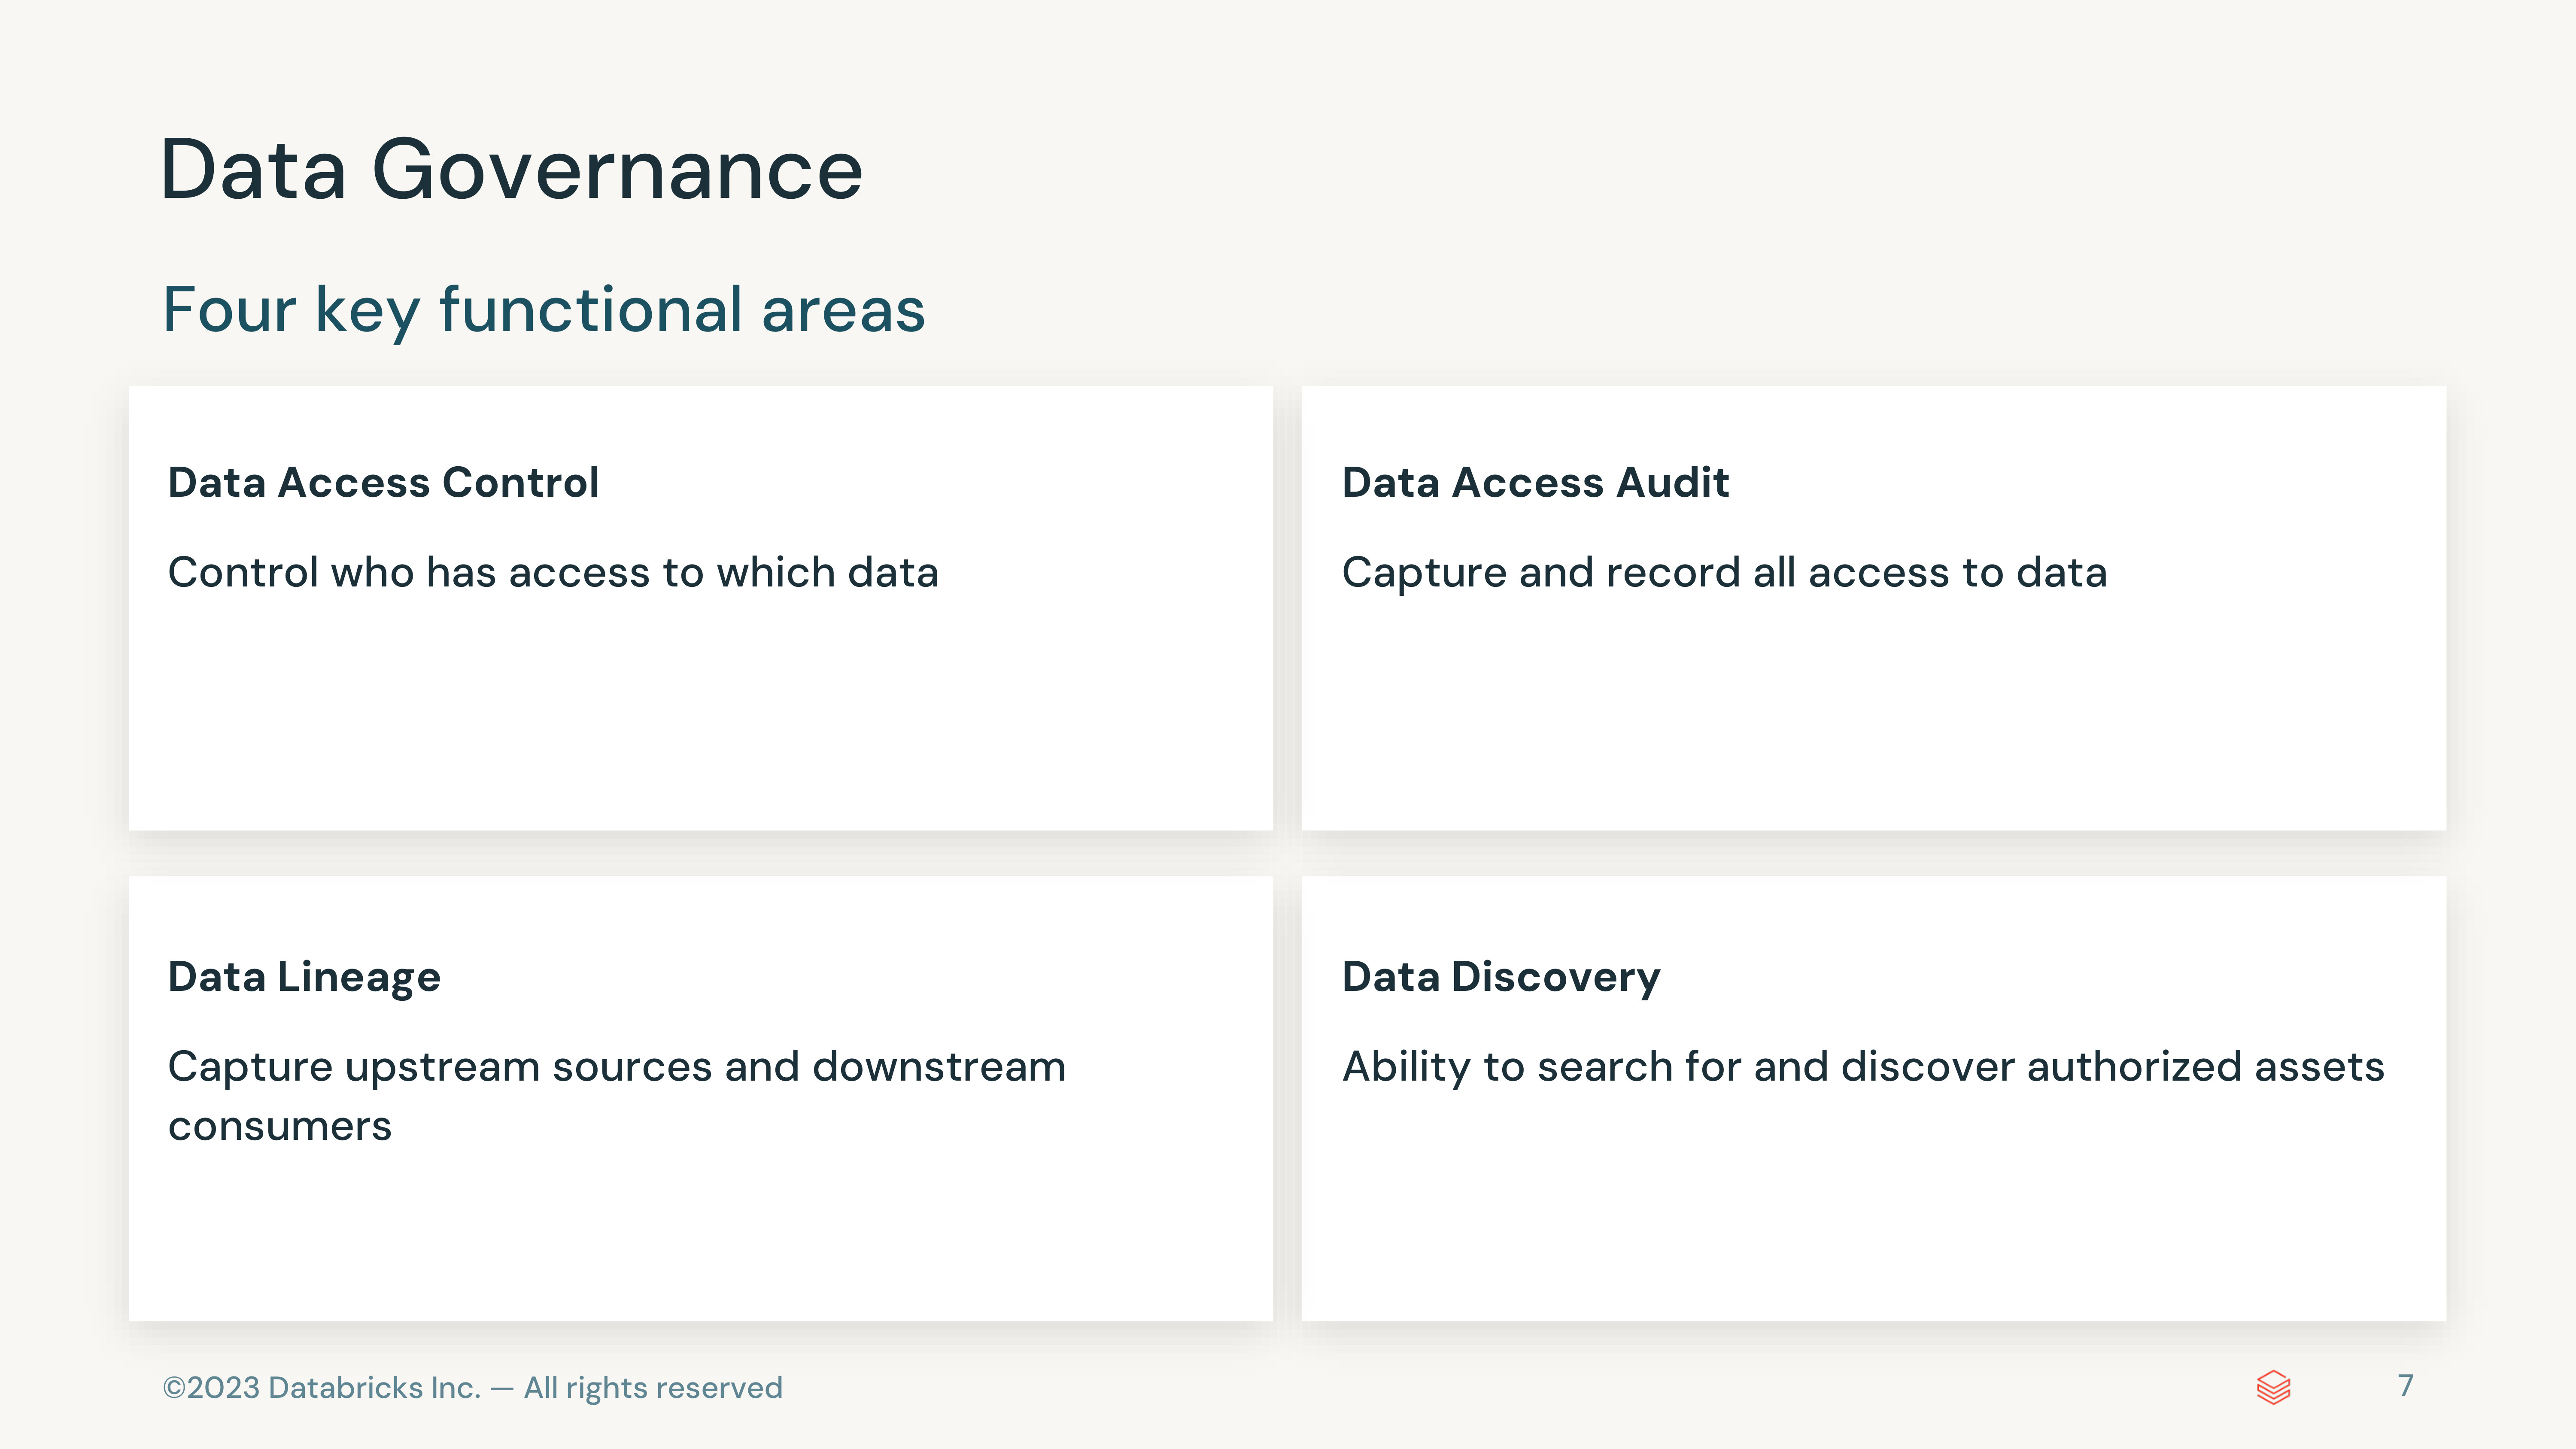 Data Governance
Four key functional areas
Data Access Control
Control who has access to which data
Data Access Audit
Capture and record all access to data
Data Lineage
Capture upstream sources and downstream
consumers
Data Discovery
Ability to search for and discover authorized assets
©2023 Databricks Inc. — All rights reserved
7